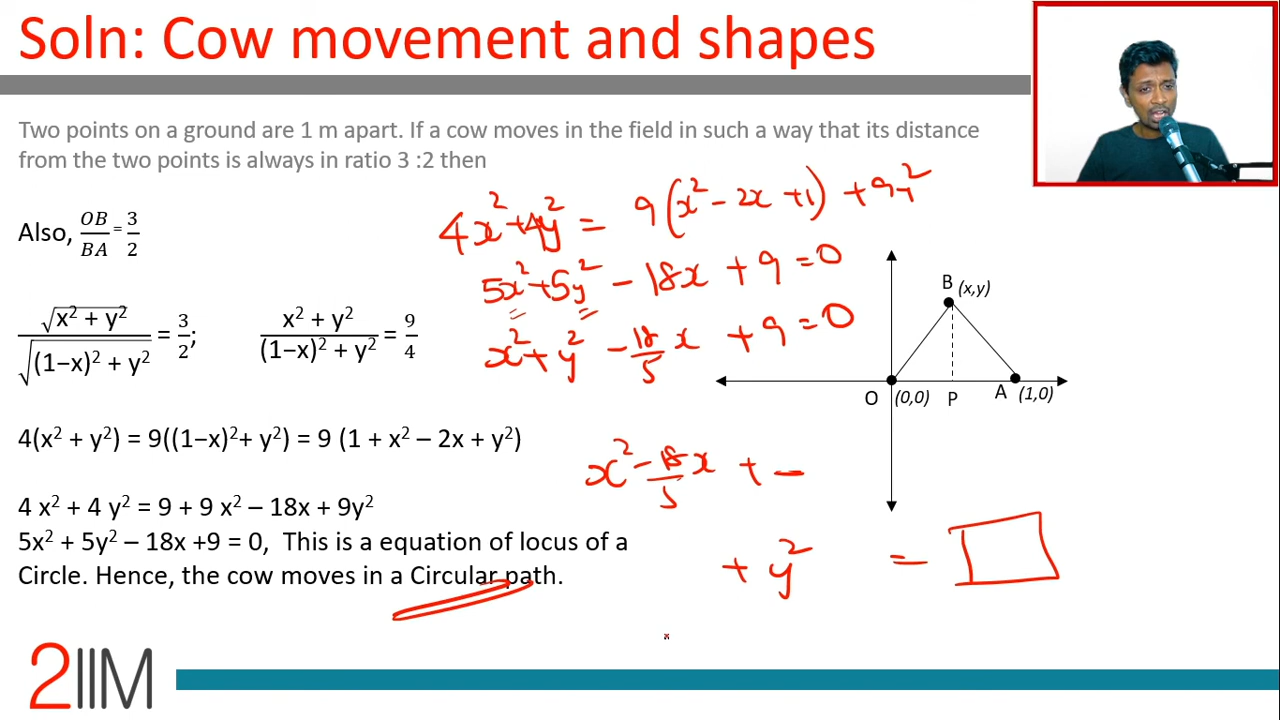 Soln: Cow movement and shapes
Two points on a ground are 1 m apart. If a cow moves in the field in such a way that its distance
from the two points is always in ratio 3 :2 then
4x² + 4y² = 9(x² - 2x + 1) + 9y²
Also, OB/BA = 3/2
5x² + 5y² - 18x + 9 = 0
x² + y² - 18/5 x + 9 = 0
√x² + y² / √(1−x)² + y² = 3/2; x² + y² / (1−x)² + y² = 9/4
B (x,y)
O (0,0) P A (1,0)
4(x² + y²) = 9((1−x)²+ y²) = 9 (1 + x² − 2x + y²)
x² - 18/5 x + -
4 x² + 4 y² = 9 + 9 x² − 18x + 9y²
5x² + 5y² − 18x +9 = 0, This is a equation of locus of a
Circle. Hence, the cow moves in a Circular path.
+ y² =
2IIM